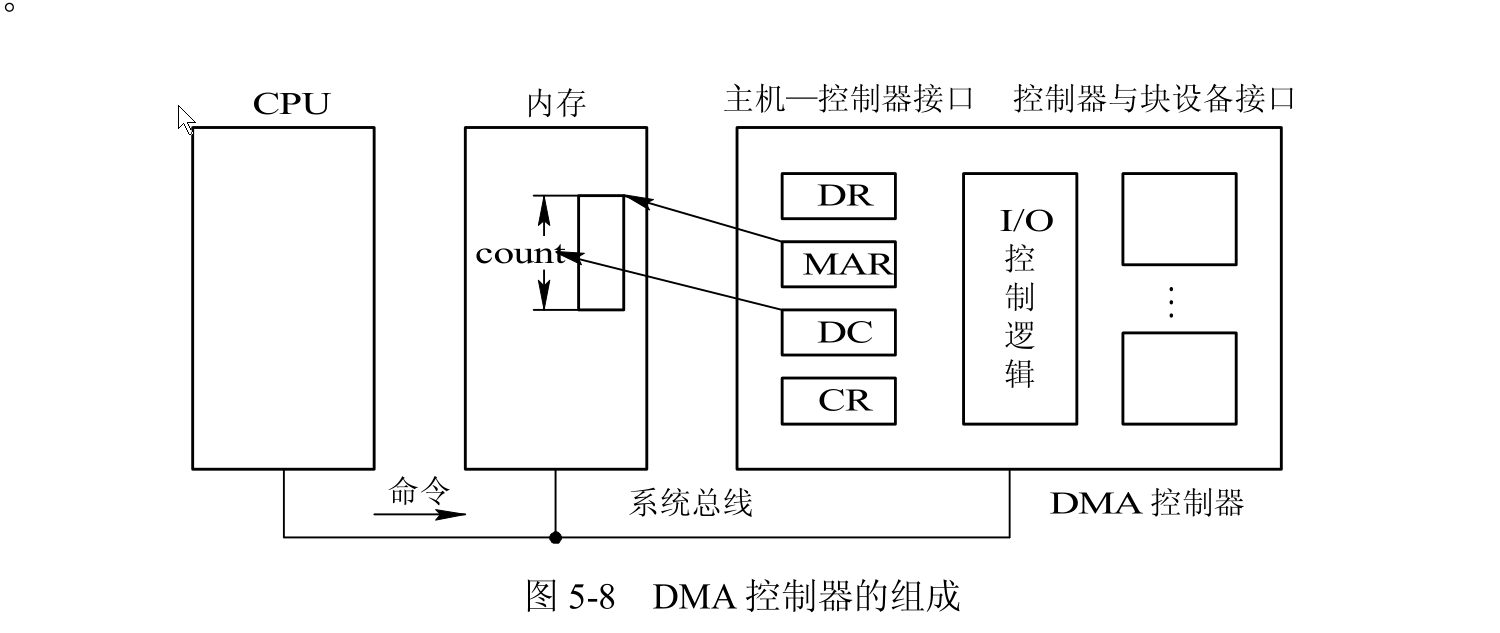 。
CPU
内存
主机—控制器接口
控制器与块设备接口
DR
MAR
DC
CR
count
I/O
控
制
逻
辑
⋮
命令
系统总线
DMA 控制器
图 5-8 DMA 控制器的组成